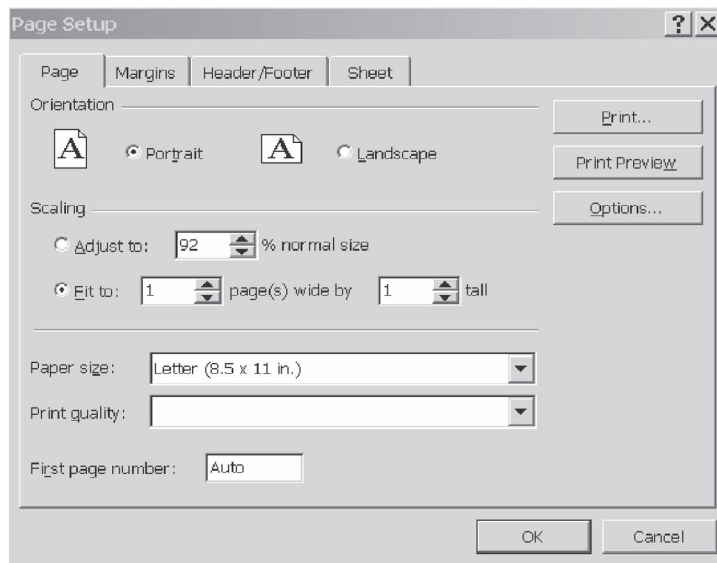 Page Setup
?
Page Margins Header/Footer Sheet
Orientation
A Portrait A Landscape
Print...
Print Preview
Options...
Scaling
Adjust to: 92 % normal size
Fit to: 1 page(s) wide by 1 tall
Paper size: Letter (8.5 x 11 in.)
Print quality:
First page number: Auto
OK Cancel